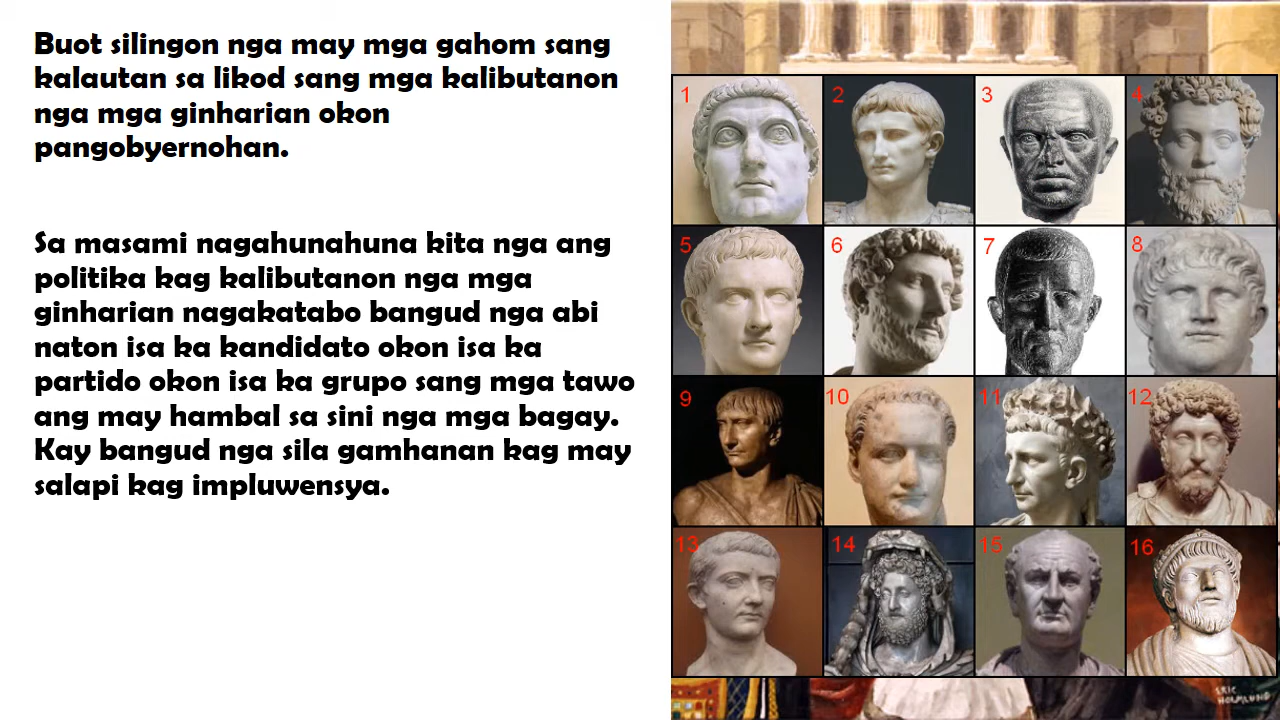 Buot silingon nga may mga gahom sang
kalautan sa likod sang mga kalibutanon
nga mga ginharian okon
pangobyernohan.
Sa masami nagahunahuna kita nga ang
politika kag kalibutanon nga mga
ginharian nagakatabo bangud nga abi
naton isa ka kandidato okon isa ka
partido okon isa ka grupo sang mga tawo
ang may hambal sa sini nga mga bagay.
Kay bangud nga sila gamhanan kag may
salapi kag impluwensya.
1 2 3 4
5 6 7 8
9 10 11 12
13 14 15 16
ERIC
HOLMLUND